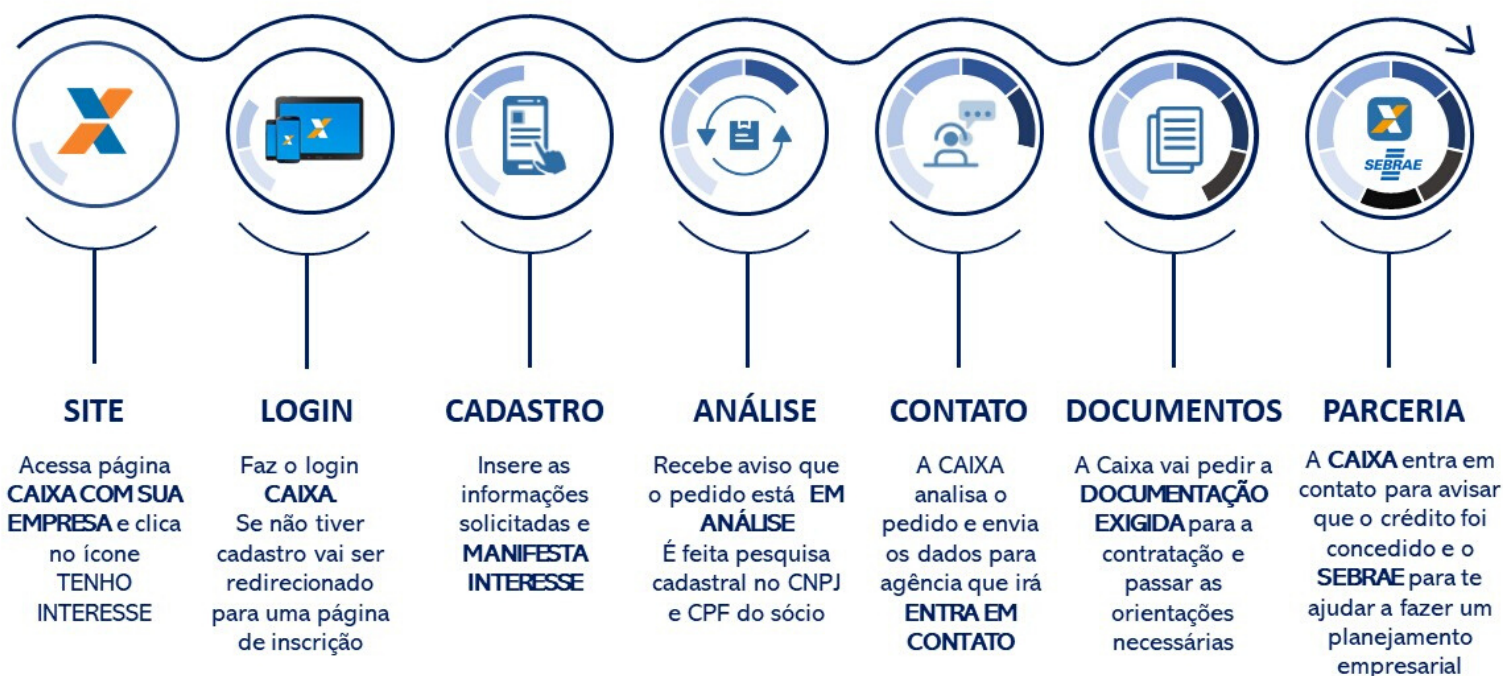 SEBRAE
SITE
Acessa página
CAIXA COM SUA
EMPRESA e clica
no ícone
TENHO
INTERESSE
LOGIN
Faz o login
CAIXA.
Se não tiver
cadastro vai ser
redirecionado
para uma página
de inscrição
CADASTRO
Insere as
informações
solicitadas e
MANIFESTA
INTERESSE
ANÁLISE
Recebe aviso que
o pedido está EM
ANÁLISE
É feita pesquisa
cadastral no CNPJ
e CPF do sócio
CONTATO
A CAIXA
analisa o
pedido e envia
os dados para
agência que irá
ENTRA EM
CONTATO
DOCUMENTOS
A Caixa vai pedir a
DOCUMENTAÇÃO
EXIGIDA para a
contratação e
passar as
orientações
necessárias
PARCERIA
A CAIXA entra em
contato para avisar
que o crédito foi
concedido e o
SEBRAE para te
ajudar a fazer um
planejamento
empresarial